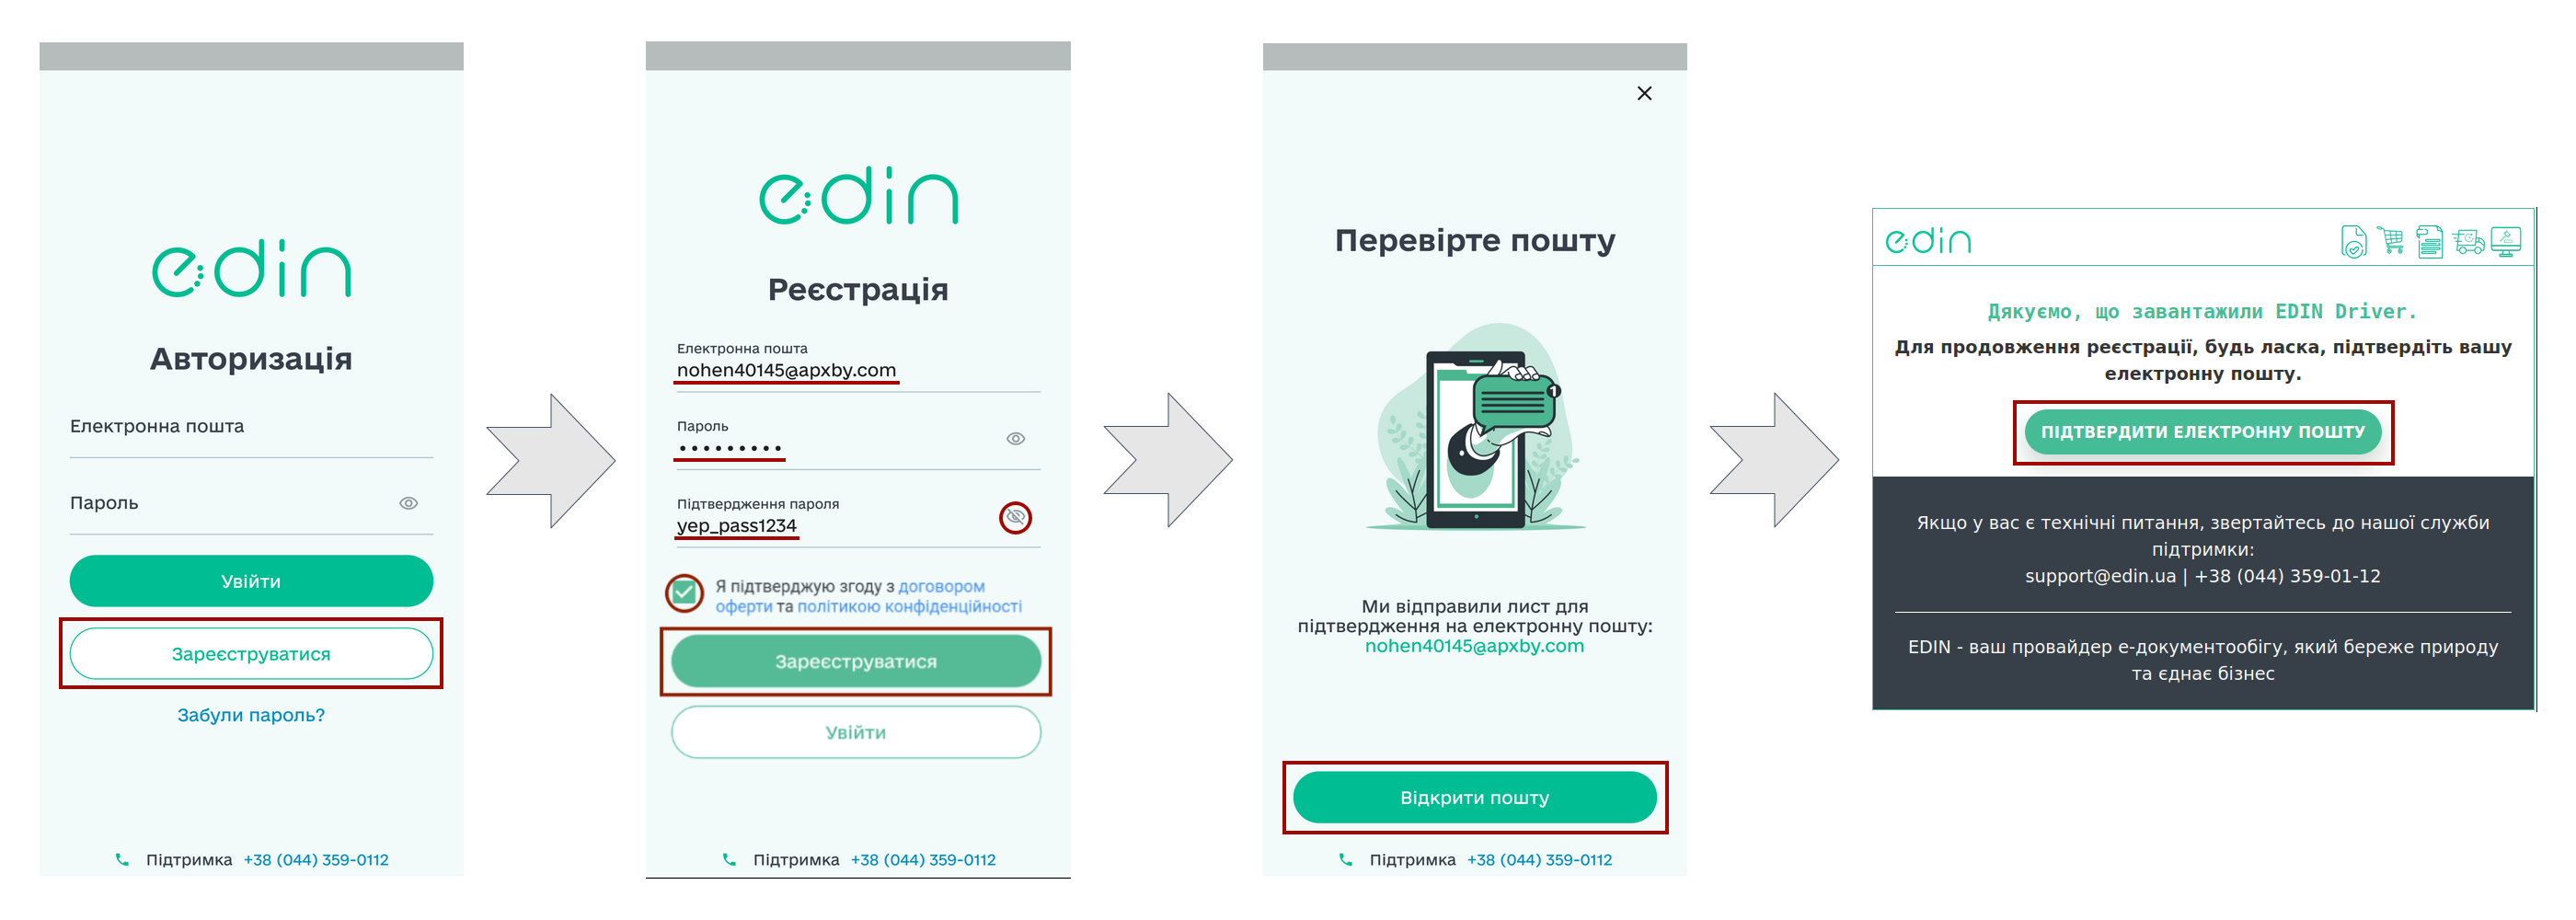 edin
Авторизація
Електронна пошта
Пароль
Увійти
Зареєструватися
Забули пароль?
Підтримка +38 (044) 359-0112
edin
Реєстрація
Електронна пошта
nohen40145@apxby.com
Пароль
•••••••••
Підтвердження пароля
yep_pass1234
Я підтверджую згоду з договором
оферти та політикою конфіденційності
Зареєструватися
Увійти
Підтримка +38 (044) 359-0112
Перевірте пошту
1
Ми відправили лист для
підтвердження на електронну пошту:
nohen40145@apxby.com
Відкрити пошту
Підтримка +38 (044) 359-0112
edin
Дякуємо, що завантажили EDIN Driver.
Для продовження реєстрації, будь ласка, підтвердіть вашу
електронну пошту.
ПІДТВЕРДИТИ ЕЛЕКТРОННУ ПОШТУ
Якщо у вас є технічні питання, звертайтесь до нашої служби
підтримки:
support@edin.ua | +38 (044) 359-01-12
EDIN - ваш провайдер е-документообігу, який береже природу
та єднає бізнес